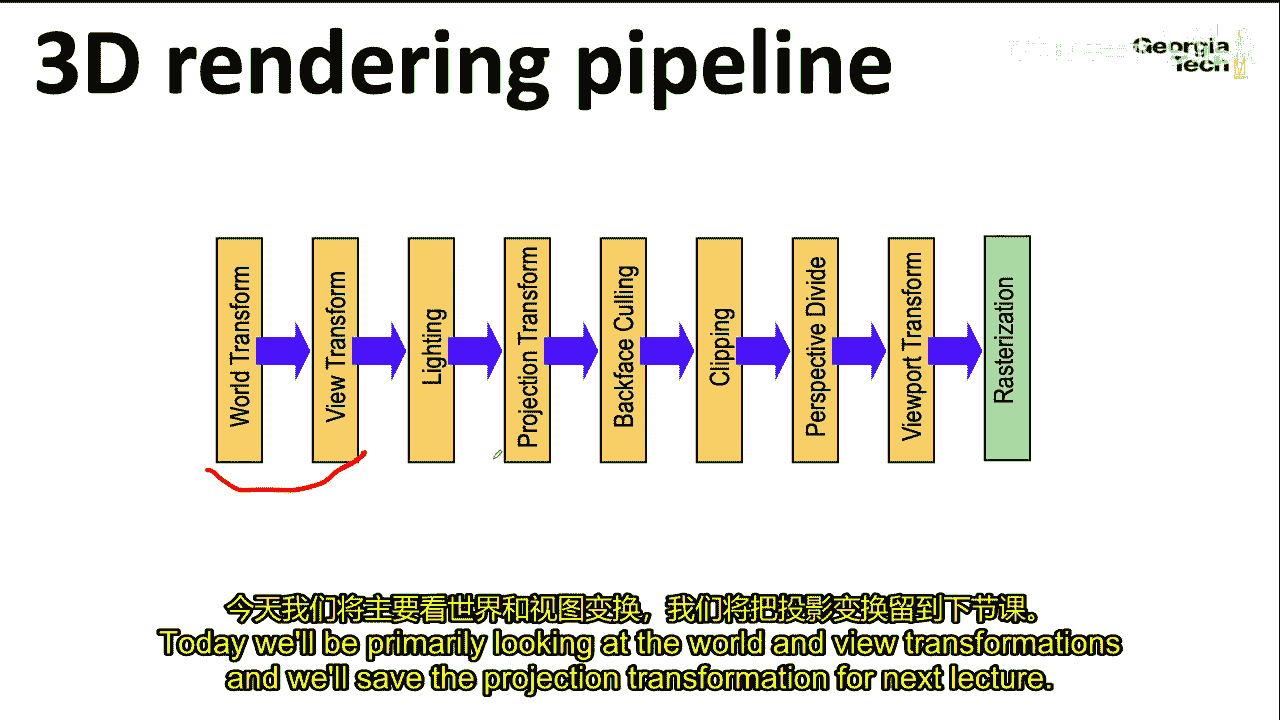 3D rendering pipeline
Georgia
Tech
World Transform
View Transform
Lighting
Projection Transform
Backface Culling
Clipping
Perspective Divide
Viewport Transform
Rasterization
今天我们将主要看世界和视图变换，我们将把投影变换留到下节课。
Today we'll be primarily looking at the world and view transformations
and we'll save the projection transformation for next lecture.